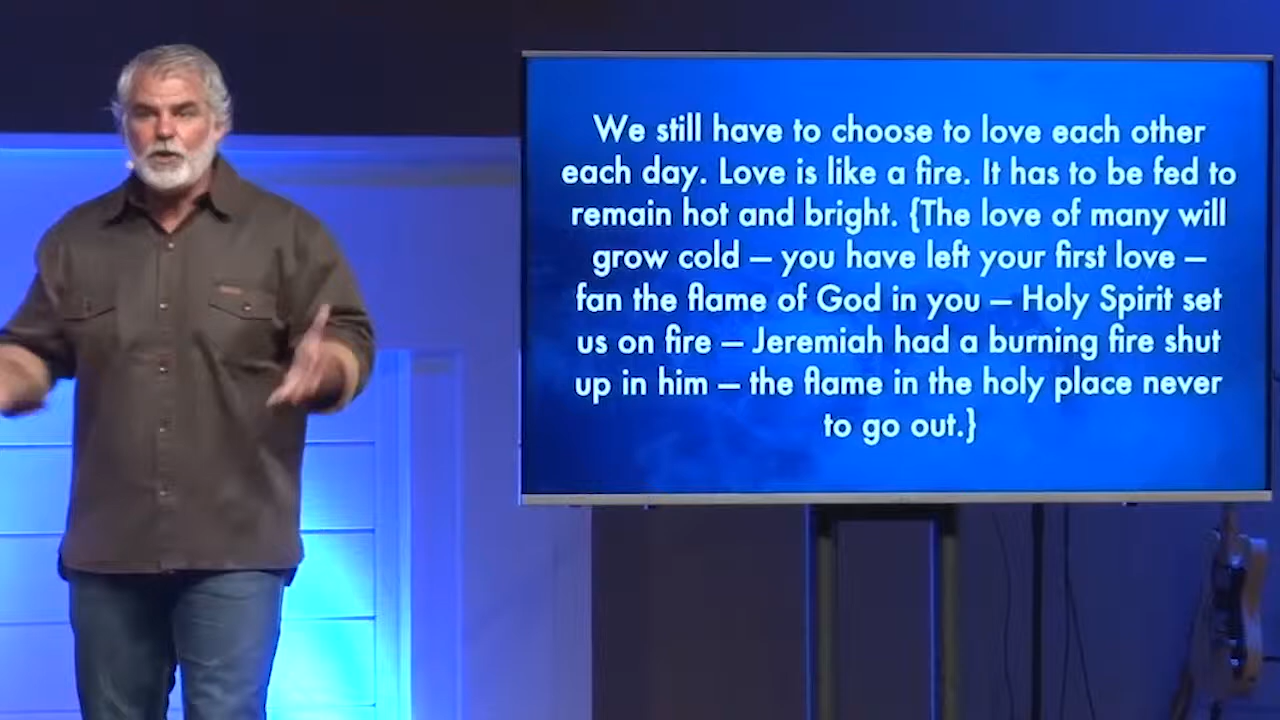 We still have to choose to love each other
each day. Love is like a fire. It has to be fed to
remain hot and bright. {The love of many will
grow cold – you have left your first love –
fan the flame of God in you – Holy Spirit set
us on fire – Jeremiah had a burning fire shut
up in him – the flame in the holy place never
to go out.}